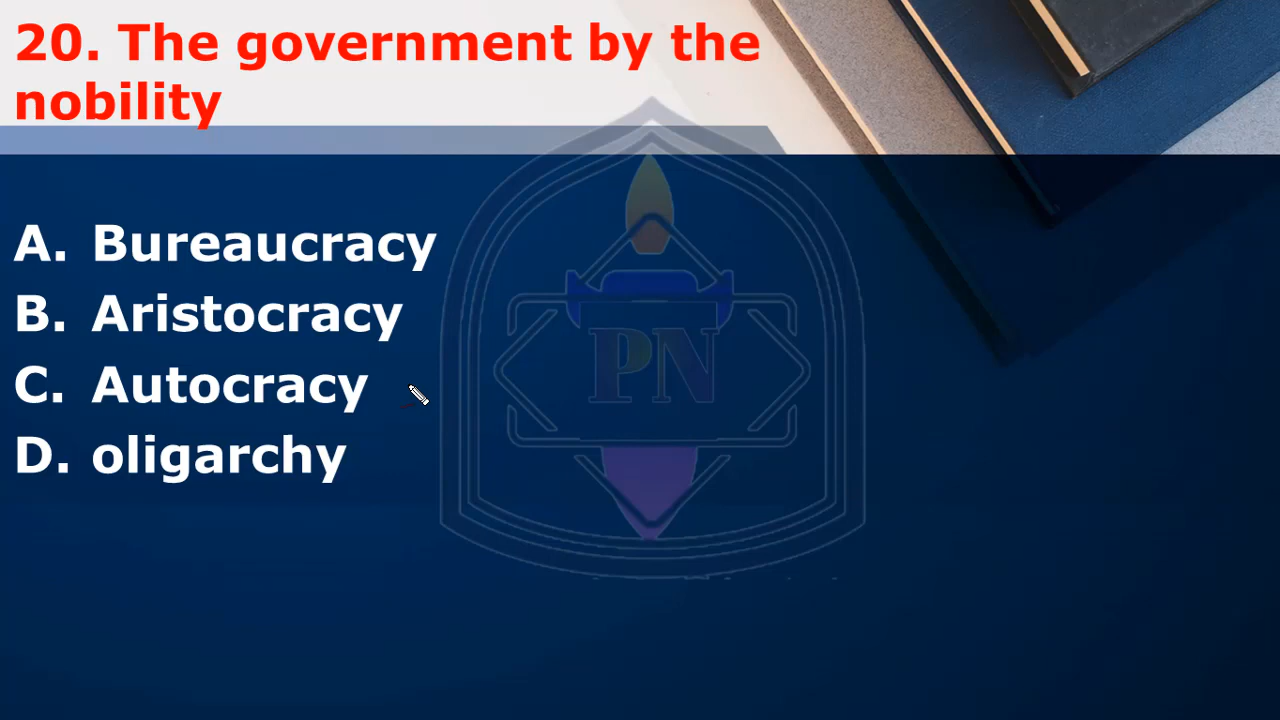 20. The government by the
nobility
A. Bureaucracy
B. Aristocracy
C. Autocracy
D. oligarchy
PN